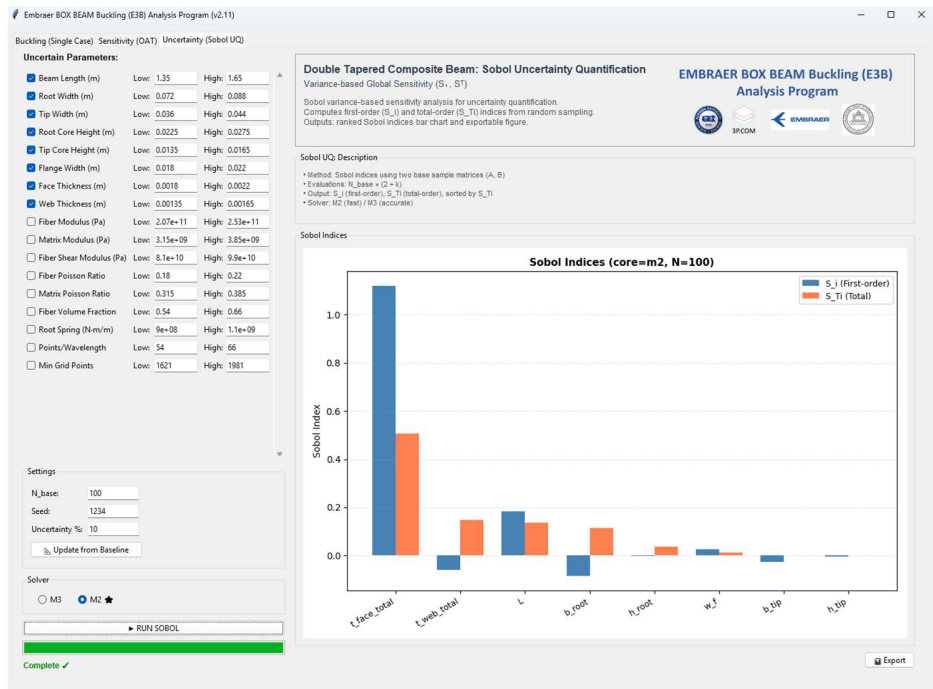 Embraer BOX BEAM Buckling (E3B) Analysis Program (v2.11)
Buckling (Single Case) Sensitivity (OAT) Uncertainty (Sobol UQ)
Uncertain Parameters:
Beam Length (m) Low: 1.35 High: 1.65
Root Width (m) Low: 0.072 High: 0.088
Tip Width (m) Low: 0.036 High: 0.044
Root Core Height (m) Low: 0.0225 High: 0.0275
Tip Core Height (m) Low: 0.0135 High: 0.0165
Flange Width (m) Low: 0.018 High: 0.022
Face Thickness (m) Low: 0.0018 High: 0.0022
Web Thickness (m) Low: 0.00135 High: 0.00165
Fiber Modulus (Pa) Low: 2.07e+11 High: 2.53e+11
Matrix Modulus (Pa) Low: 3.15e+09 High: 3.85e+09
Fiber Shear Modulus (Pa) Low: 8.1e+10 High: 9.9e+10
Fiber Poisson Ratio Low: 0.18 High: 0.22
Matrix Poisson Ratio Low: 0.315 High: 0.385
Fiber Volume Fraction Low: 0.54 High: 0.66
Root Spring (N·m/m) Low: 9e+08 High: 1.1e+09
Points/Wavelength Low: 54 High: 66
Min Grid Points Low: 1621 High: 1981
Settings
N_base: 100
Seed: 1234
Uncertainty %: 10
Update from Baseline
Solver
M3 M2 ★
► RUN SOBOL
Complete ✓
Double Tapered Composite Beam: Sobol Uncertainty Quantification
Variance-based Global Sensitivity (Sᵢ, Sᵀ)
Sobol variance-based sensitivity analysis for uncertainty quantification.
Computes first-order (S_i) and total-order (S_Ti) indices from random sampling.
Outputs: ranked Sobol indices bar chart and exportable figure.
EMBRAER BOX BEAM Buckling (E3B)
Analysis Program
3P.COM
EMBRAER
Sobol UQ: Description
• Method: Sobol indices using two base sample matrices (A, B)
• Evaluations: N_base × (2 + k)
• Output: S_i (first-order), S_Ti (total-order), sorted by S_Ti
• Solver: M2 (fast) / M3 (accurate)
Sobol Indices
Sobol Indices (core=m2, N=100)
S_i (First-order)
S_Ti (Total)
Sobol Index
1.0
0.8
0.6
0.4
0.2
0.0
t_face_total
t_web_total
L
b_root
h_root
w_f
b_tip
h_tip
Export